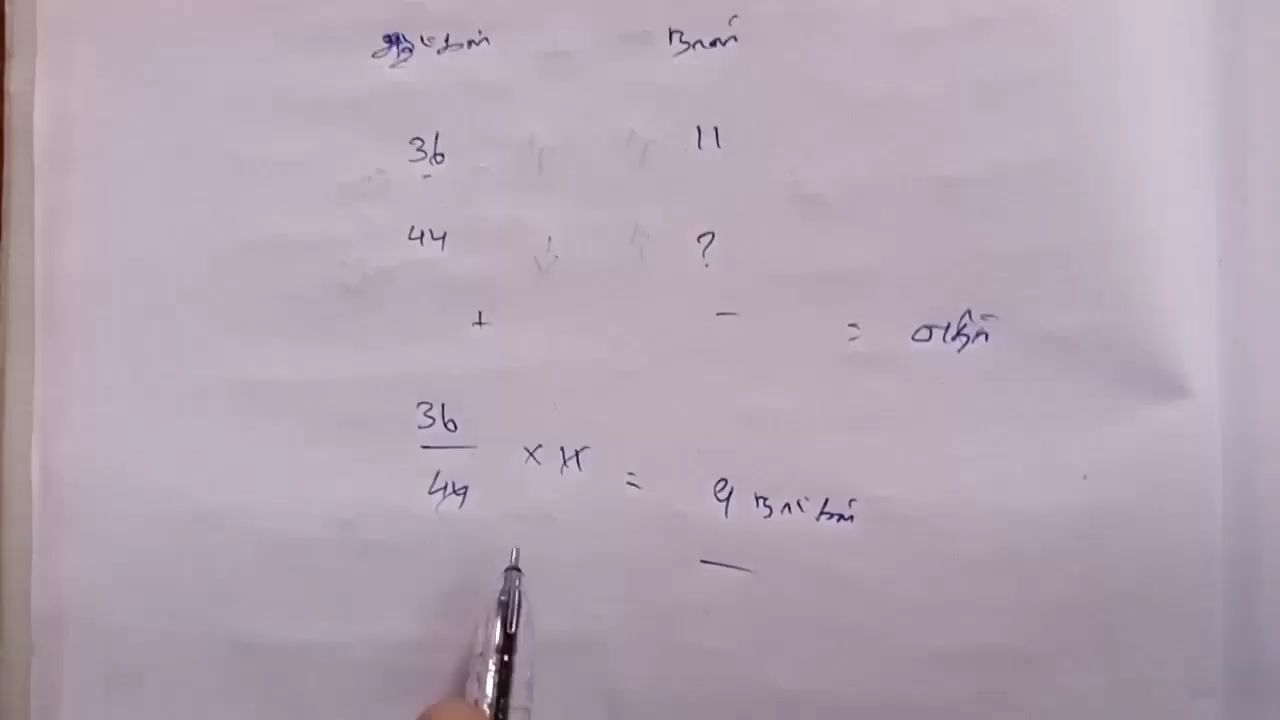 ஆட்கள் நாள்
36 11
44 ?
+ - = எதிர்
36
/44 × 11 = 9 நாட்கள்